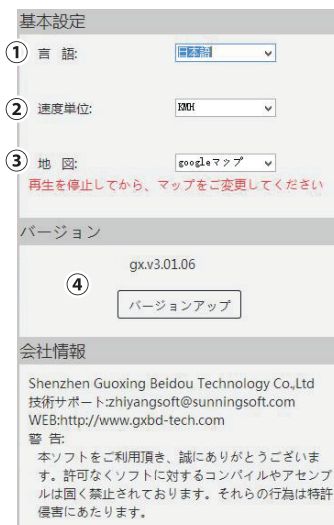 基本設定
① 言 語: 日本語
② 速度単位: KMH
③ 地 図: googleマップ
再生を停止してから、マップをご変更してください
バージョン
gx.v3.01.06
④
バージョンアップ
会社情報
Shenzhen Guoxing Beidou Technology Co.,Ltd
技術サポート:zhiyangsoft@sunningsoft.com
WEB:http://www.gxbd-tech.com
警 告:
本ソフトをご利用頂き、誠にありがとうございま
す。許可なくソフトに対するコンパイルやアセンブ
ルは固く禁止されております。それらの行為は特許
侵害にあたります。